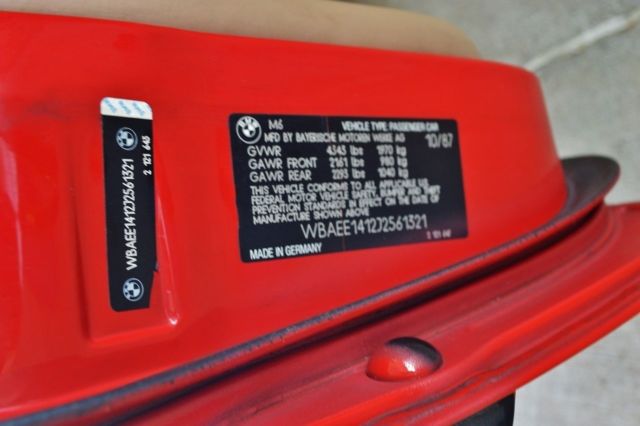 WBAEE1412J2561321
2 121 645
M6 VEHICLE TYPE: PASSENGER CAR
MFD BY BAYERISCHE MOTOREN WERKE AG 10/87
GVWR 4343 lbs 1970 kg
GAWR FRONT 2161 lbs 980 kg
GAWR REAR 2293 lbs 1040 kg
THIS VEHICLE CONFORMS TO ALL APPLICABLE U.S.
FEDERAL MOTOR VEHICLE SAFETY, BUMPER, AND THEFT
PREVENTION STANDARDS IN EFFECT ON THE DATE OF
MANUFACTURE SHOWN ABOVE
WBAEE1412J2561321
MADE IN GERMANY 2 121 647